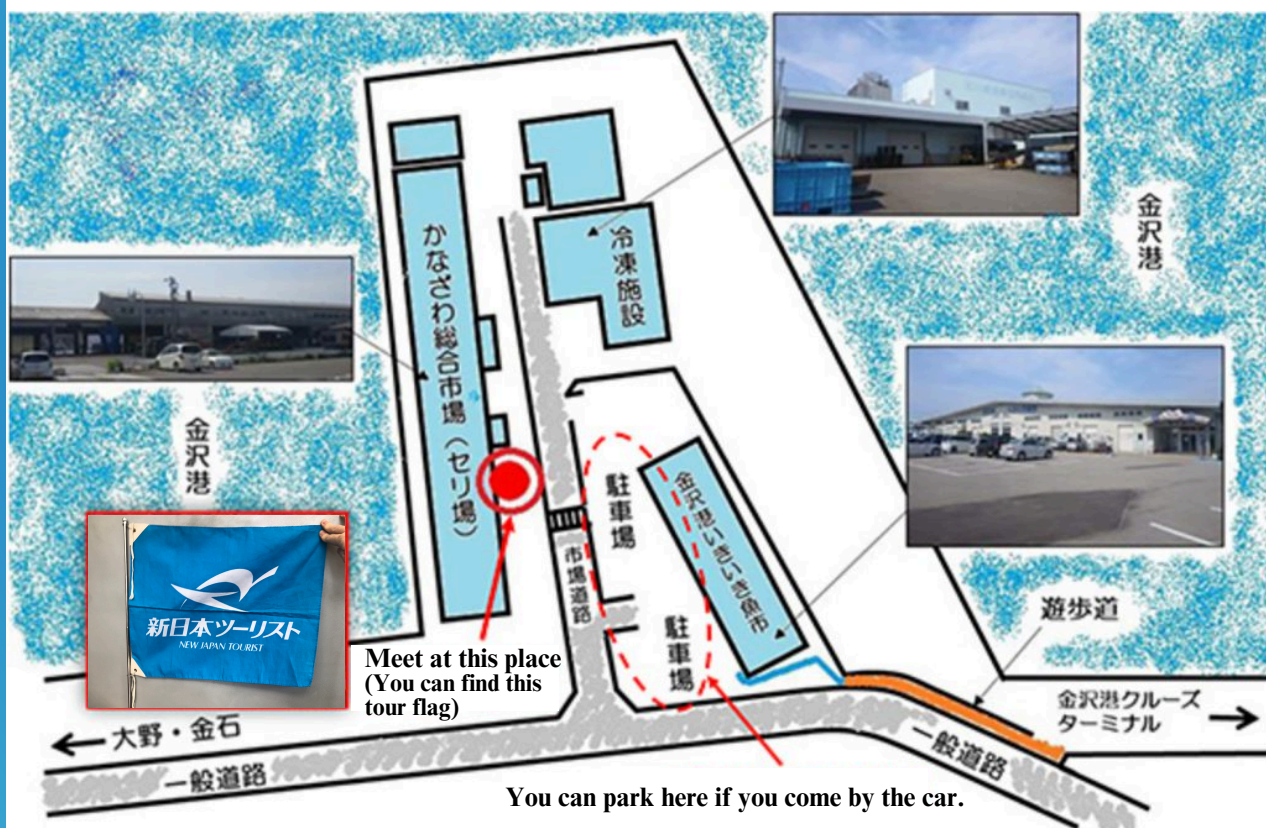 かなざわ総合市場（セリ場）
冷凍施設
金沢港
金沢港
駐車場
金沢港いきいき魚市
市場道路
駐車場
遊歩道
新日本ツーリスト
NEW JAPAN TOURIST
Meet at this place
(You can find this
tour flag)
金沢港クルーズ
ターミナル
大野・金石
一般道路
一般道路
You can park here if you come by the car.